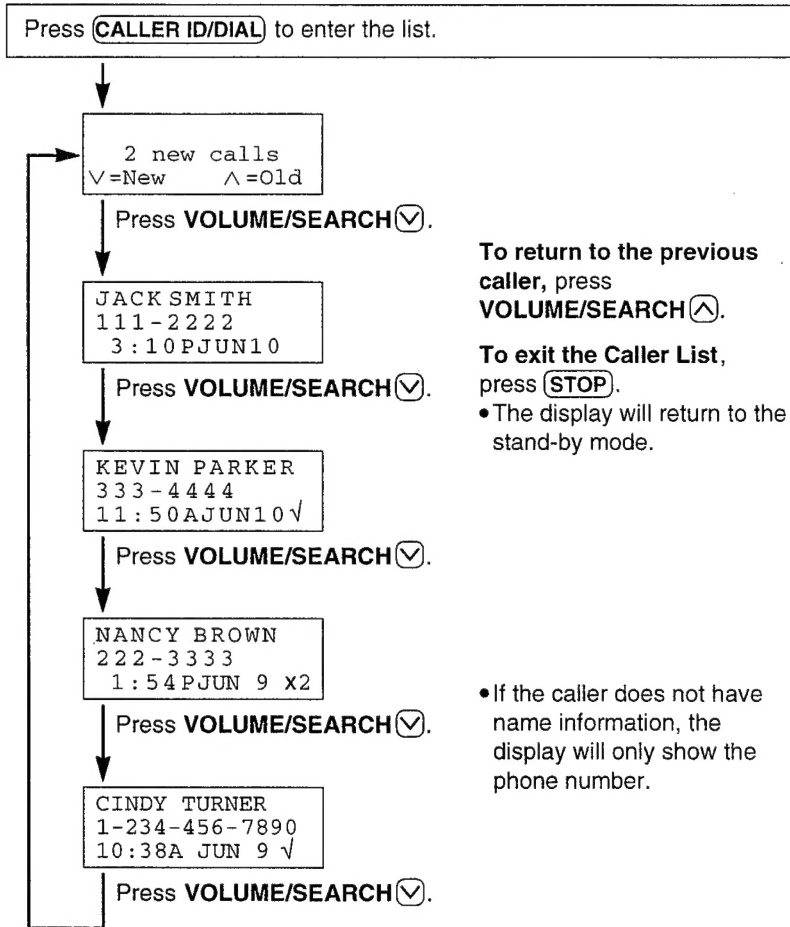 Press CALLER ID/DIAL to enter the list.
2 new calls
∨=New ∧=Old
Press VOLUME/SEARCH∨.
JACK SMITH
111-2222
3:10PJUN10
Press VOLUME/SEARCH∨.
To return to the previous
caller, press
VOLUME/SEARCH∧.
To exit the Caller List,
press STOP.
•The display will return to the
stand-by mode.
KEVIN PARKER
333-4444
11:50AJUN10√
Press VOLUME/SEARCH∨.
NANCY BROWN
222-3333
1:54PJUN 9 X2
Press VOLUME/SEARCH∨.
•If the caller does not have
name information, the
display will only show the
phone number.
CINDY TURNER
1-234-456-7890
10:38A JUN 9 √
Press VOLUME/SEARCH∨.